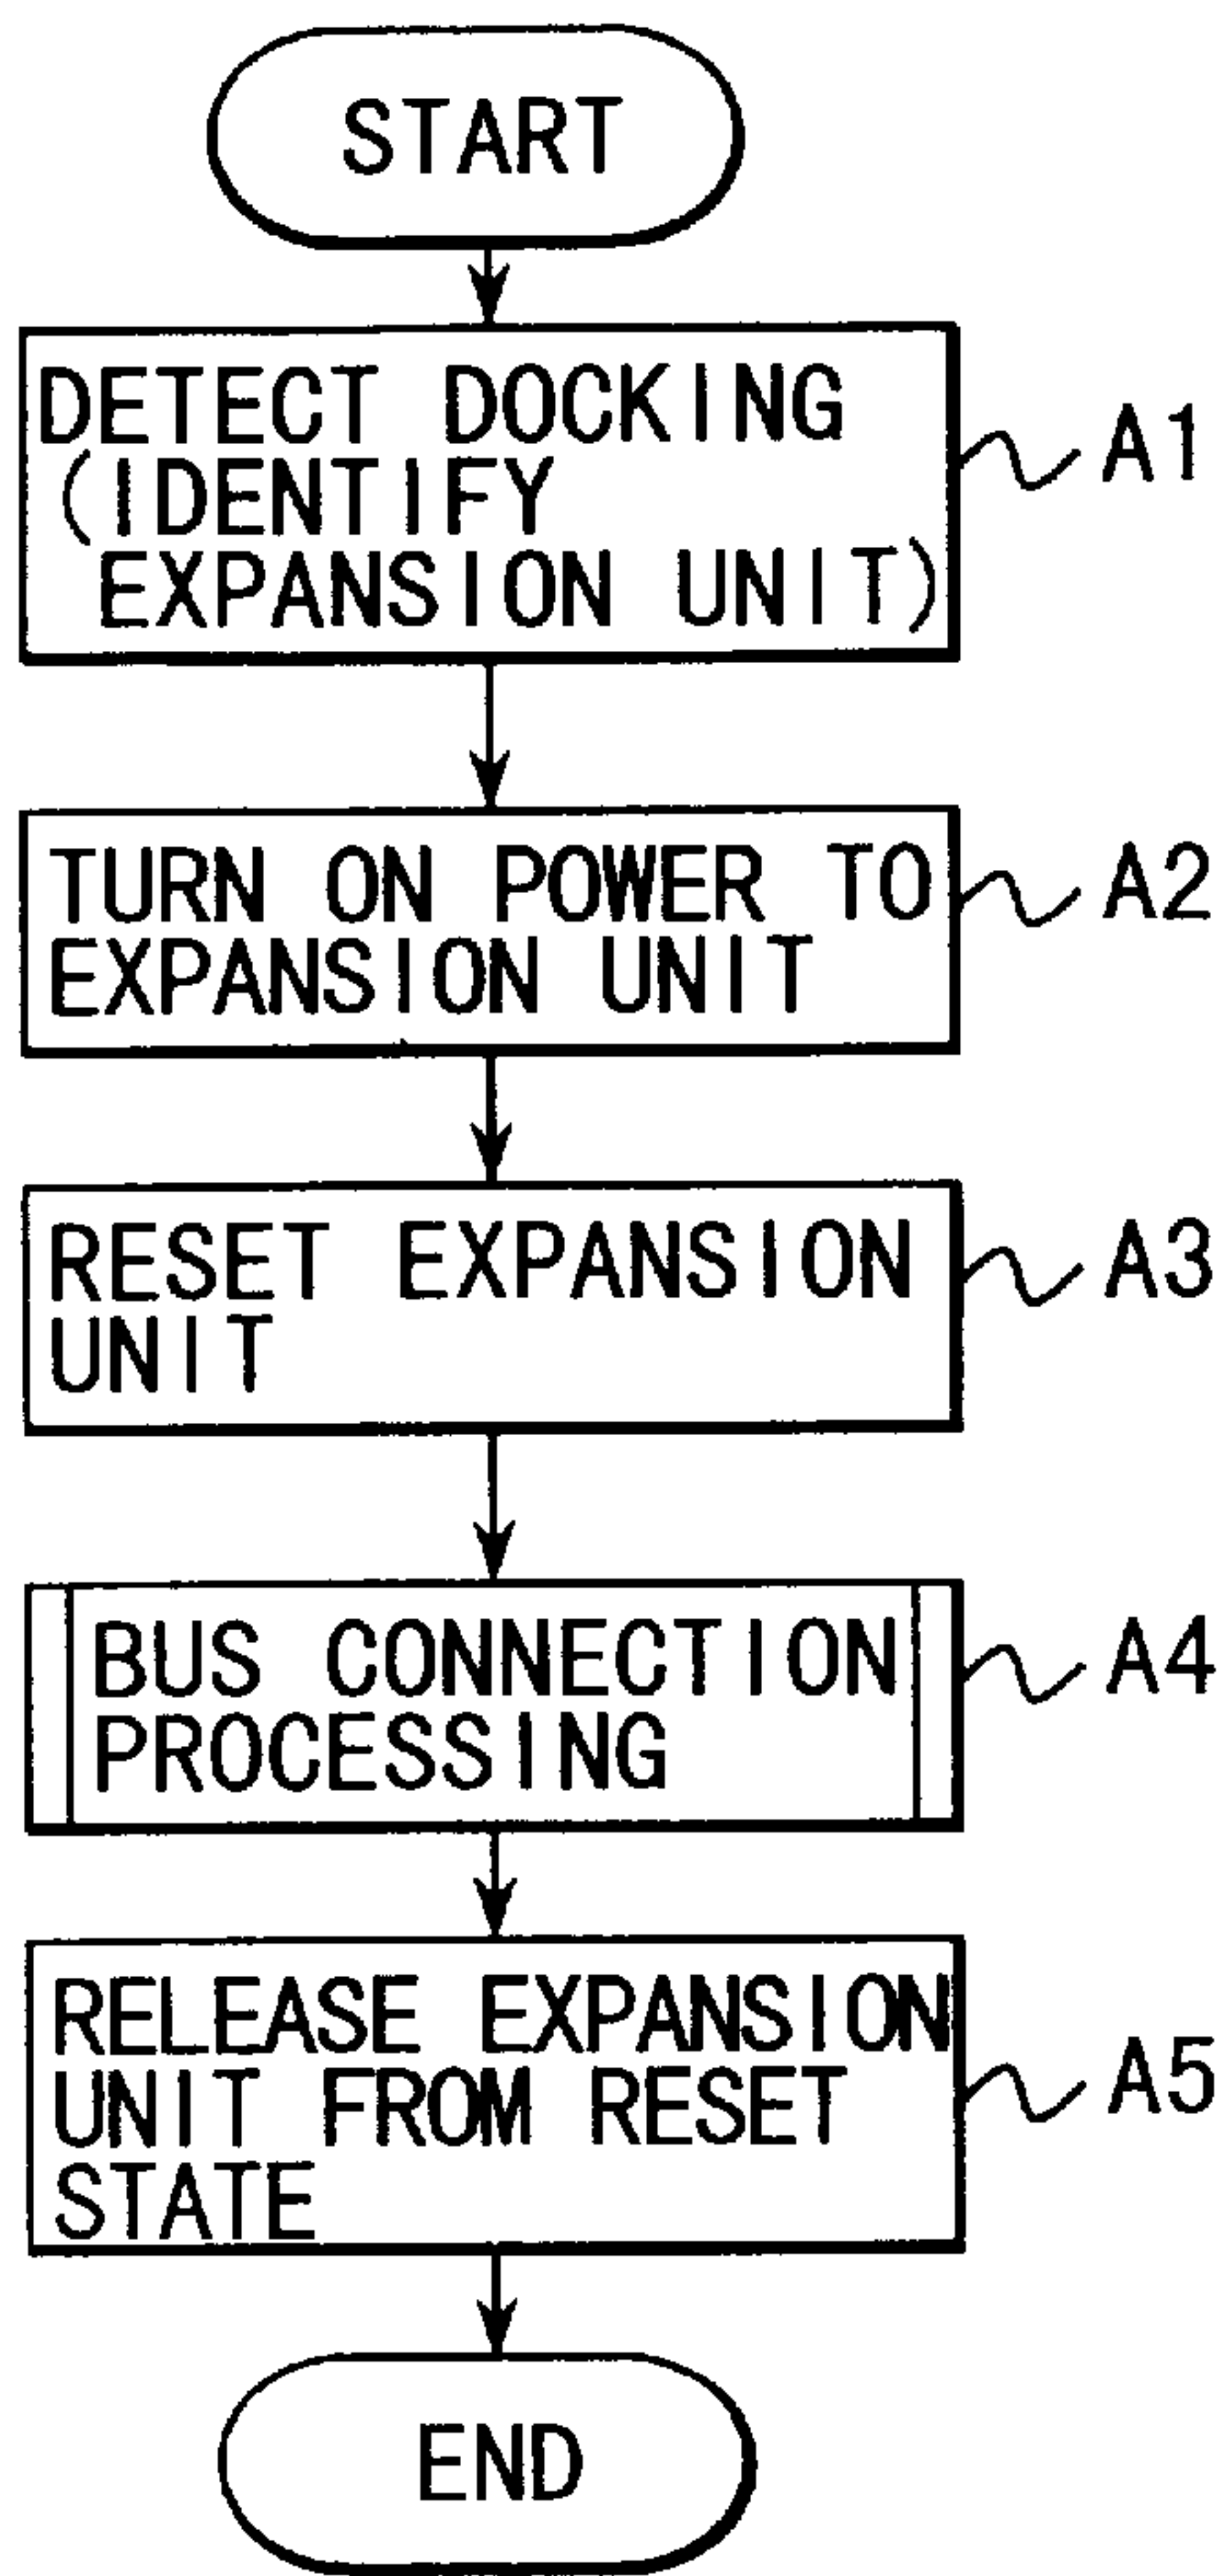 START
DETECT DOCKING
(IDENTIFY
EXPANSION UNIT)
A1
TURN ON POWER TO
EXPANSION UNIT
A2
RESET EXPANSION
UNIT
A3
BUS CONNECTION
PROCESSING
A4
RELEASE EXPANSION
UNIT FROM RESET
STATE
A5
END